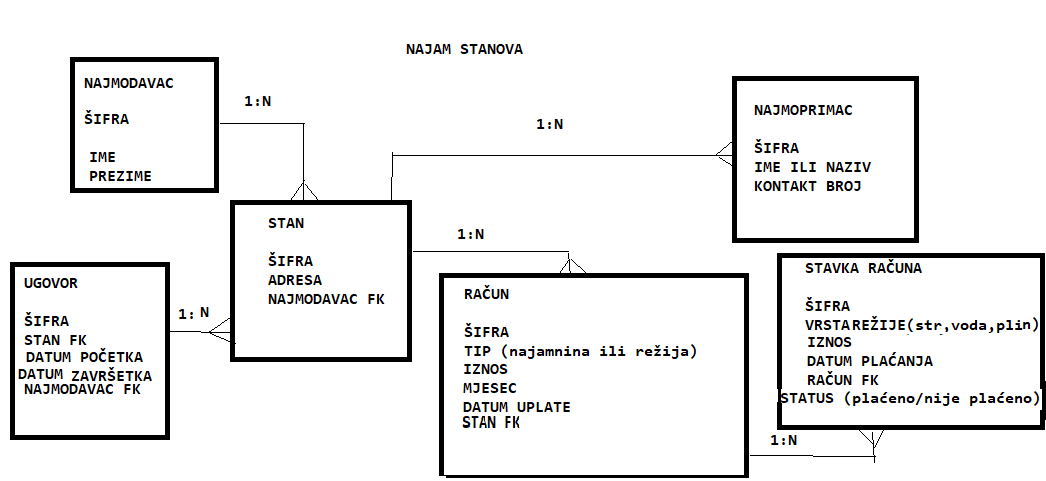 NAJAM STANOVA
NAJMODAVAC
ŠIFRA
IME
PREZIME
1:N
1:N
NAJMOPRIMAC
ŠIFRA
IME ILI NAZIV
KONTAKT BROJ
STAN
ŠIFRA
ADRESA
NAJMODAVAC FK
1:N
UGOVOR
ŠIFRA
STAN FK
DATUM POČETKA
DATUM ZAVRŠETKA
NAJMODAVAC FK
1: N
RAČUN
ŠIFRA
TIP (najamnina ili režija)
IZNOS
MJESEC
DATUM UPLATE
STAN FK
STAVKA RAČUNA
ŠIFRA
VRSTA REŽIJE(str,voda,plin)
IZNOS
DATUM PLAĆANJA
RAČUN FK
STATUS (plaćeno/nije plaćeno)
1:N